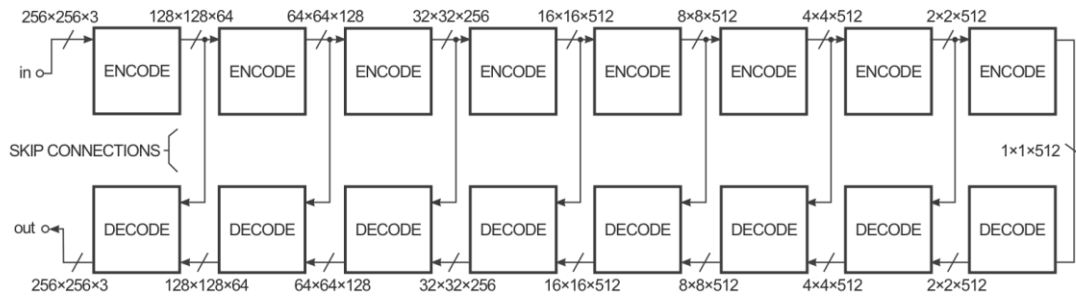 256×256×3 128×128×64 64×64×128 32×32×256 16×16×512 8×8×512 4×4×512 2×2×512
in ENCODE ENCODE ENCODE ENCODE ENCODE ENCODE ENCODE ENCODE
SKIP CONNECTIONS 1×1×512
out DECODE DECODE DECODE DECODE DECODE DECODE DECODE DECODE
256×256×3 128×128×64 64×64×128 32×32×256 16×16×512 8×8×512 4×4×512 2×2×512